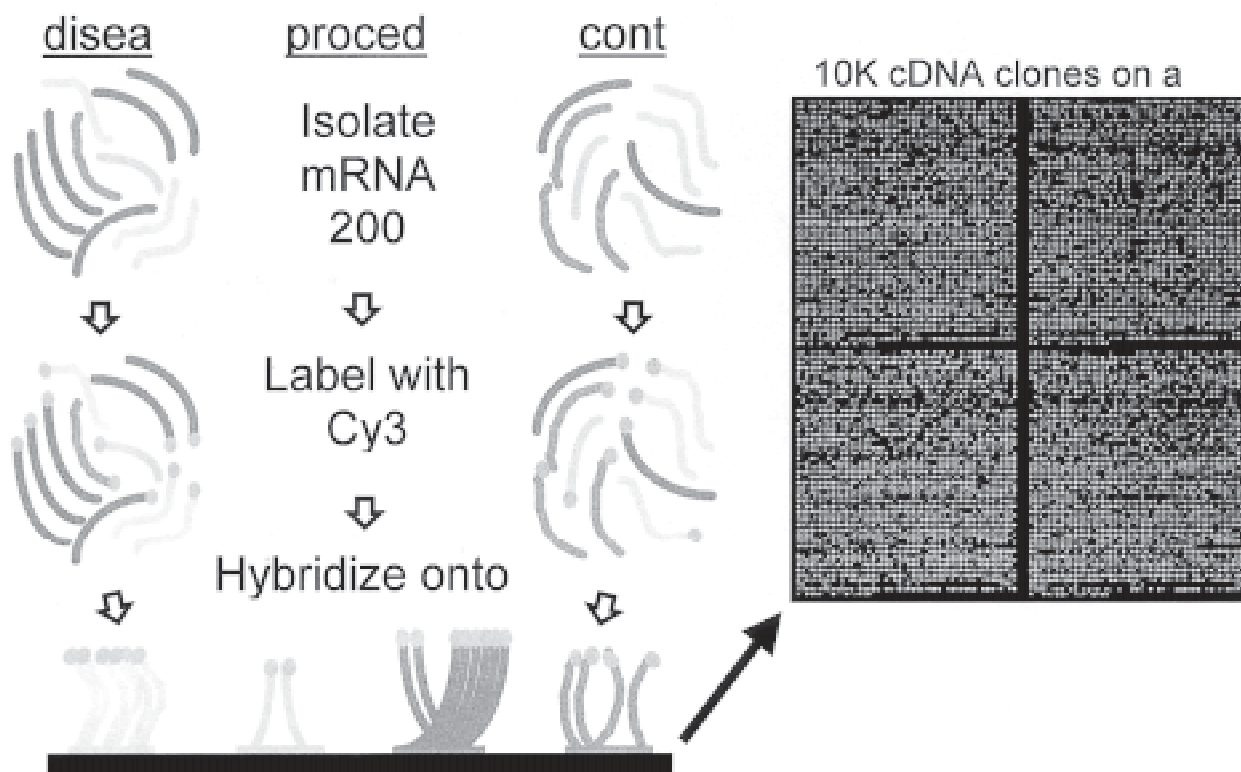 disea
proced
cont
Isolate
mRNA
200
Label with
Cy3
Hybridize onto
10K cDNA clones on a